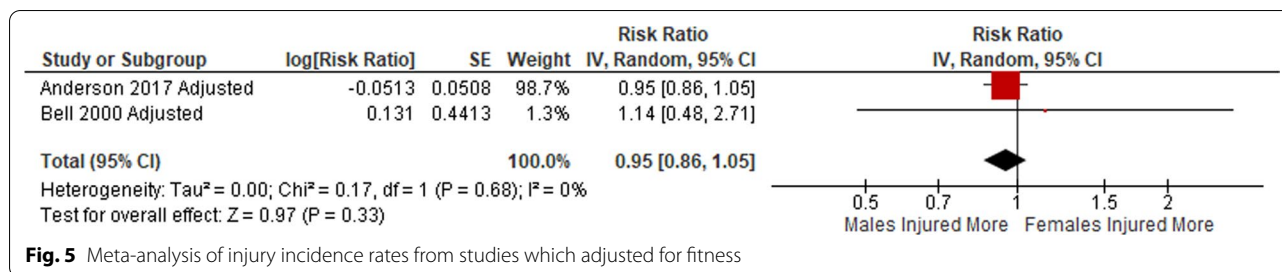 Risk Ratio Risk Ratio
Study or Subgroup log[Risk Ratio] SE Weight IV, Random, 95% CI IV, Random, 95% CI
Anderson 2017 Adjusted -0.0513 0.0508 98.7% 0.95 [0.86, 1.05]
Bell 2000 Adjusted 0.131 0.4413 1.3% 1.14 [0.48, 2.71]
Total (95% CI) 100.0% 0.95 [0.86, 1.05]
Heterogeneity: Tau² = 0.00; Chi² = 0.17, df = 1 (P = 0.68); I² = 0%
Test for overall effect: Z = 0.97 (P = 0.33)
0.5 0.7 1 1.5 2
Males Injured More Females Injured More
Fig. 5 Meta-analysis of injury incidence rates from studies which adjusted for fitness